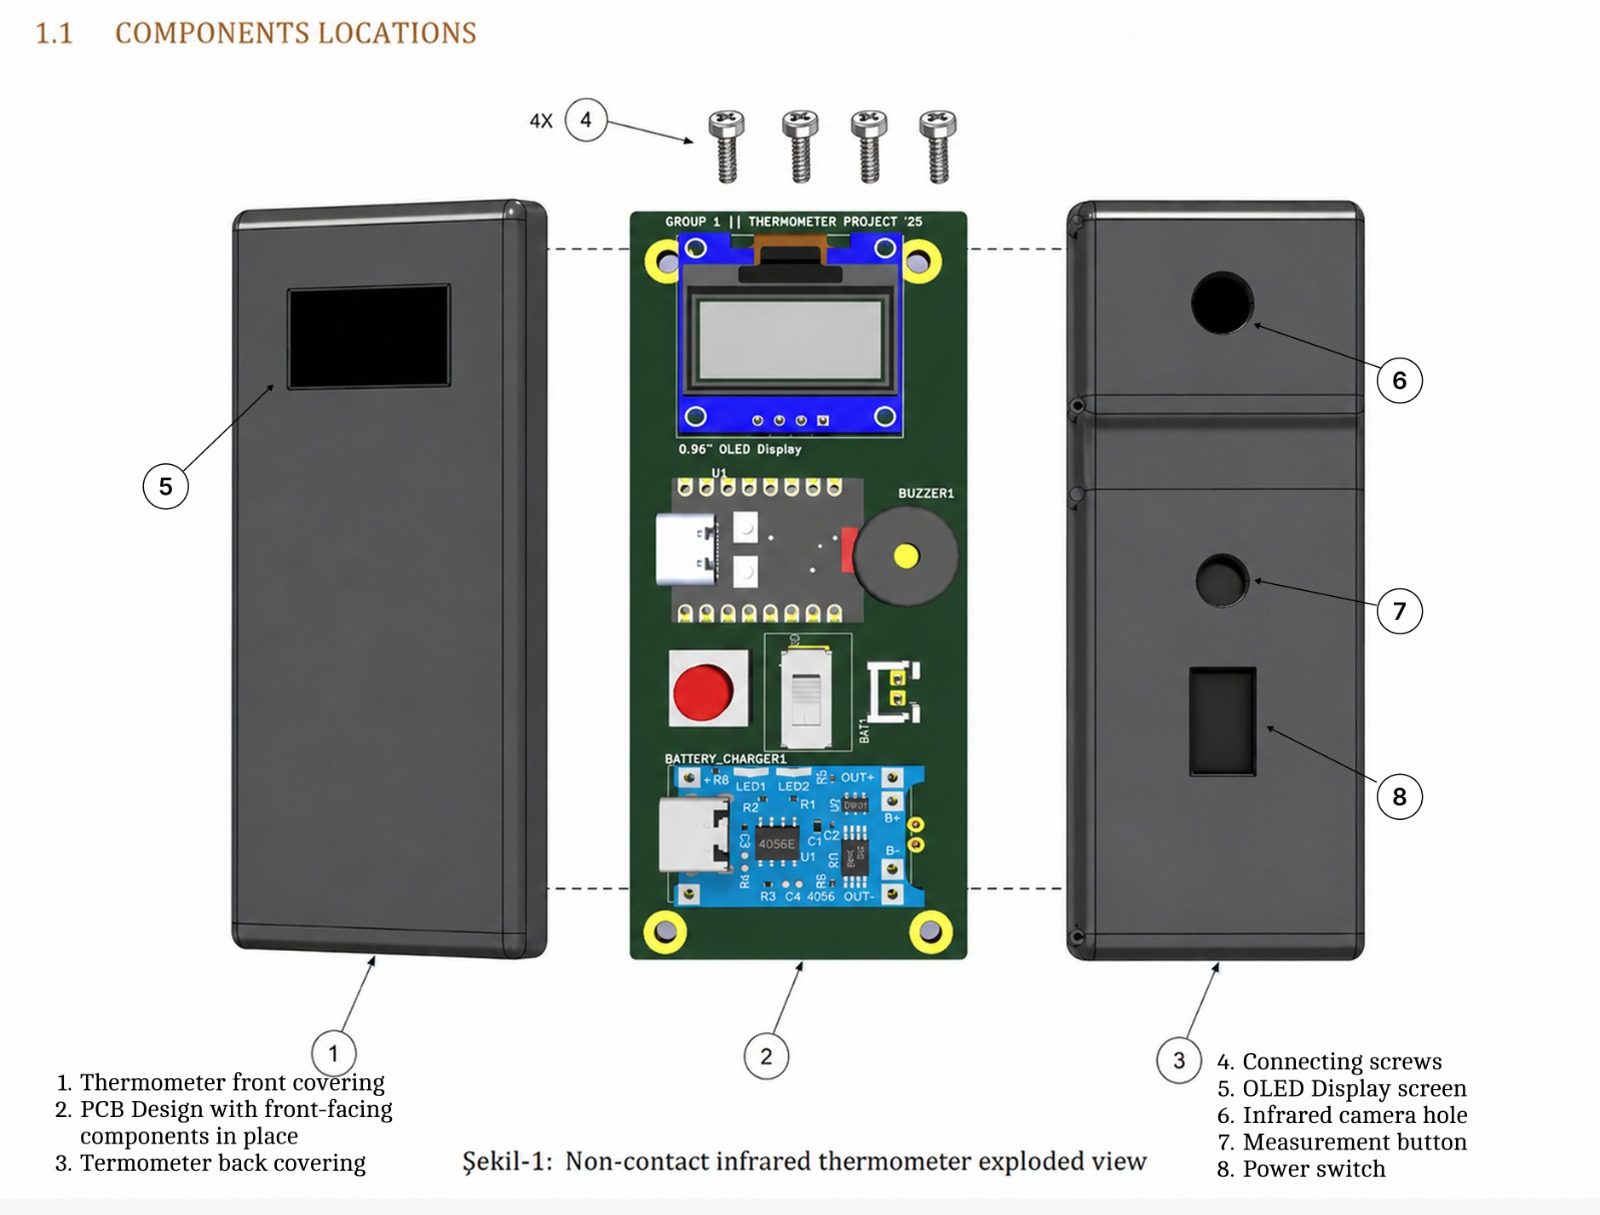 1.1 COMPONENTS LOCATIONS
4X 4
GROUP 1 || THERMOMETER PROJECT '25
0.96" OLED Display
U1
BUZZER1
BAT1
BATTERY_CHARGER1
+ R8
LED1
LED2
R5
OUT+
R2
R1
B+
C3
4056E
C1
C2
U1
B-
R3
C4
4056
R6
OUT-
5
6
7
8
1
2
3
1. Thermometer front covering
2. PCB Design with front-facing
components in place
3. Termometer back covering
Şekil-1: Non-contact infrared thermometer exploded view
4. Connecting screws
5. OLED Display screen
6. Infrared camera hole
7. Measurement button
8. Power switch